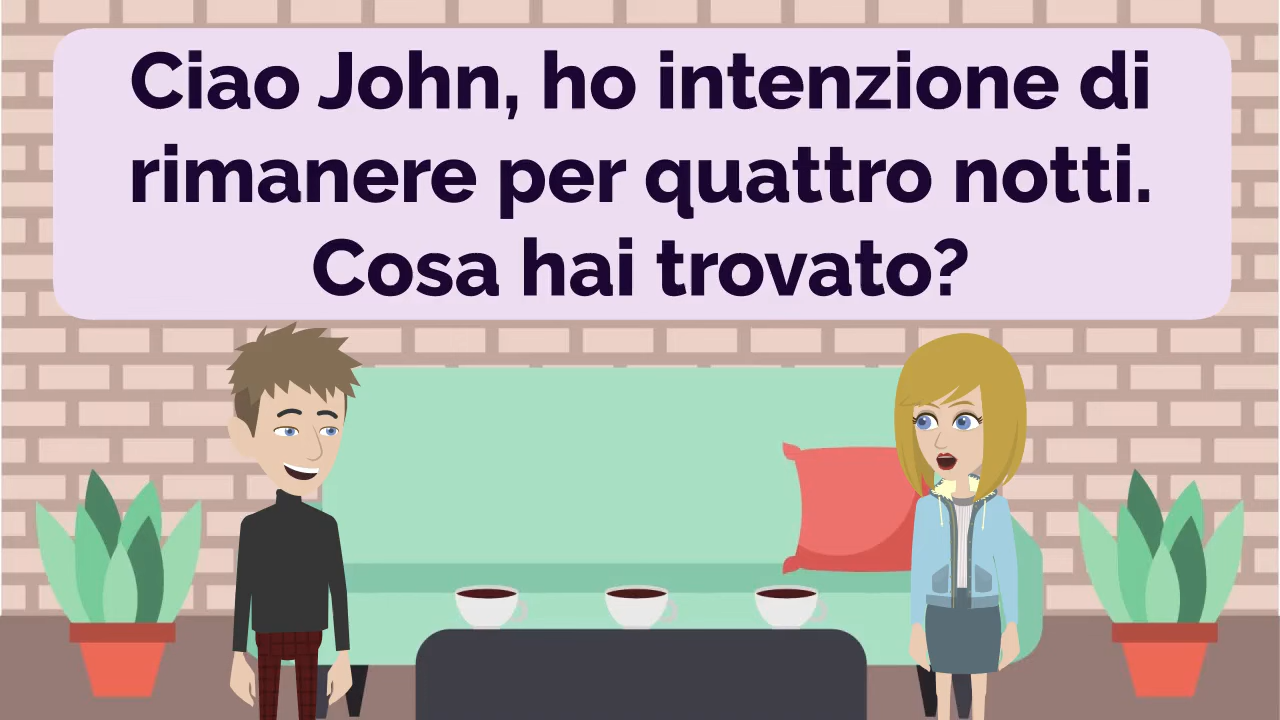 Ciao John, ho intenzione di
rimanere per quattro notti.
Cosa hai trovato?